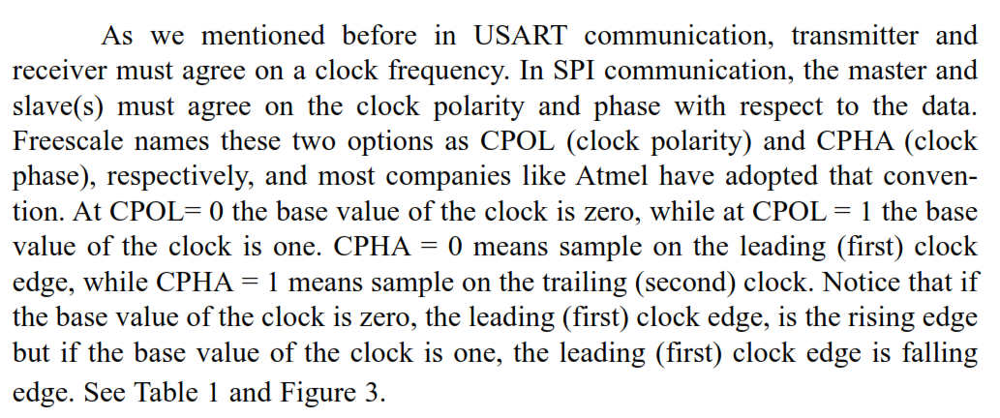 As we mentioned before in USART communication, transmitter and
receiver must agree on a clock frequency. In SPI communication, the master and
slave(s) must agree on the clock polarity and phase with respect to the data.
Freescale names these two options as CPOL (clock polarity) and CPHA (clock
phase), respectively, and most companies like Atmel have adopted that conven-
tion. At CPOL= 0 the base value of the clock is zero, while at CPOL = 1 the base
value of the clock is one. CPHA = 0 means sample on the leading (first) clock
edge, while CPHA = 1 means sample on the trailing (second) clock. Notice that if
the base value of the clock is zero, the leading (first) clock edge, is the rising edge
but if the base value of the clock is one, the leading (first) clock edge is falling
edge. See Table 1 and Figure 3.